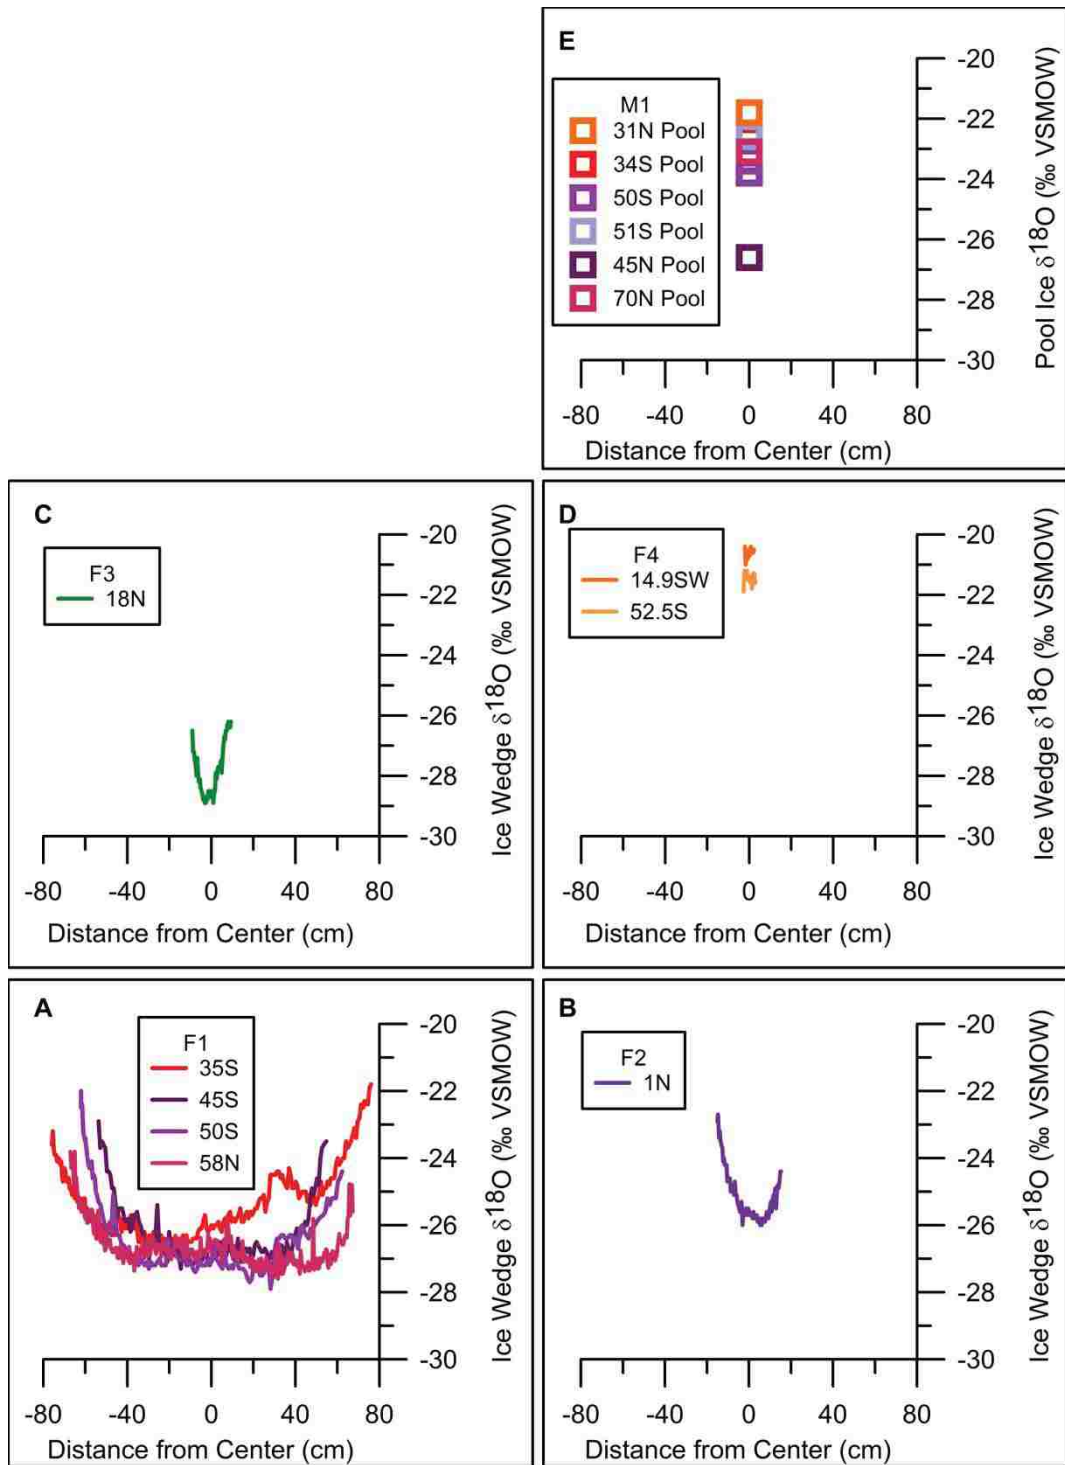 E
M1
31N Pool
34S Pool
50S Pool
51S Pool
45N Pool
70N Pool
-20
-22
-24
-26
-28
-30
Pool Ice δ18O (‰ VSMOW)
-80 -40 0 40 80
Distance from Center (cm)
C
F3
18N
-20
-22
-24
-26
-28
-30
Ice Wedge δ18O (‰ VSMOW)
-80 -40 0 40 80
Distance from Center (cm)
D
F4
14.9SW
52.5S
-20
-22
-24
-26
-28
-30
Ice Wedge δ18O (‰ VSMOW)
-80 -40 0 40 80
Distance from Center (cm)
A
F1
35S
45S
50S
58N
-20
-22
-24
-26
-28
-30
Ice Wedge δ18O (‰ VSMOW)
-80 -40 0 40 80
Distance from Center (cm)
B
F2
1N
-20
-22
-24
-26
-28
-30
Ice Wedge δ18O (‰ VSMOW)
-80 -40 0 40 80
Distance from Center (cm)